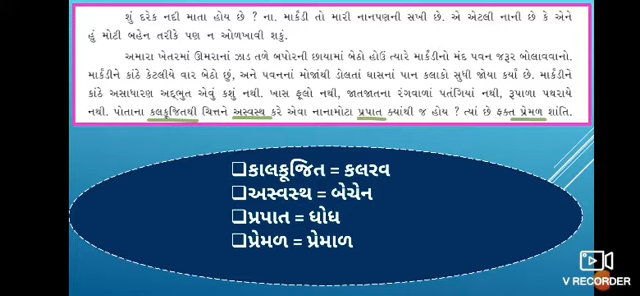 શું દરેક નદી માતા હોય છે ? ના. માર્કંડી તો મારી નાનપણની સખી છે. એ એટલી નાની છે કે એને
હું મોટી બહેન તરીકે પણ ન ઓળખાવી શકું.
અમારા ખેતરમાં ઊમરાનાં ઝાડ તળે બપોરની છાયામાં બેઠો હોઉં ત્યારે માર્કંડીનો મંદ પવન જરૂર બોલાવવાનો.
માર્કંડીને કાંઠે કેટલીયે વાર બેઠો છું, અને પવનનાં મોજાંથી ડોલતાં ઘાસનાં પાન કલાકો સુધી જોયા કર્યાં છે. માર્કંડીને
કાંઠે અસાધારણ અદ્ભુત એવું કશું નથી. ખાસ ફૂલો નથી, જાતજાતના રંગવાળાં પતંગિયાં નથી, રૂપાળા પથરાયે
નથી. પોતાના કલકૂજિતથી ચિત્તને અસ્વસ્થ કરે એવા નાનામોટા પ્રપાત ક્યાંથી જ હોય ? ત્યાં છે ફક્ત પ્રેમળ શાંતિ.
❑કાલકૂજિત = કલરવ
❑અસ્વસ્થ = બેચેન
❑પ્રપાત = ધોધ
❑પ્રેમળ = પ્રેમાળ
V RECORDER